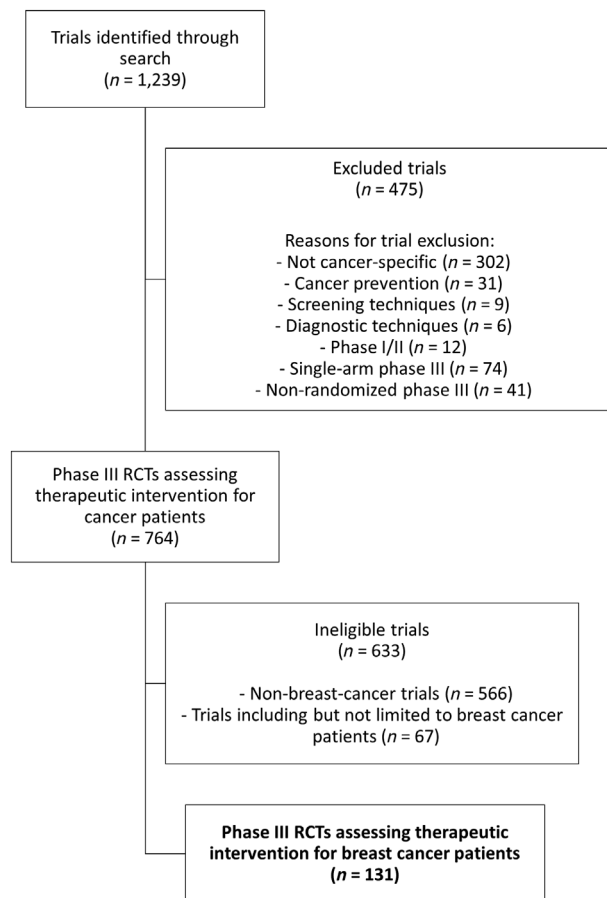 Trials identified through
search
(n = 1,239)
Excluded trials
(n = 475)
Reasons for trial exclusion:
- Not cancer-specific (n = 302)
- Cancer prevention (n = 31)
- Screening techniques (n = 9)
- Diagnostic techniques (n = 6)
- Phase I/II (n = 12)
- Single-arm phase III (n = 74)
- Non-randomized phase III (n = 41)
Phase III RCTs assessing
therapeutic intervention for
cancer patients
(n = 764)
Ineligible trials
(n = 633)
- Non-breast-cancer trials (n = 566)
- Trials including but not limited to breast cancer
patients (n = 67)
Phase III RCTs assessing therapeutic
intervention for breast cancer patients
(n = 131)